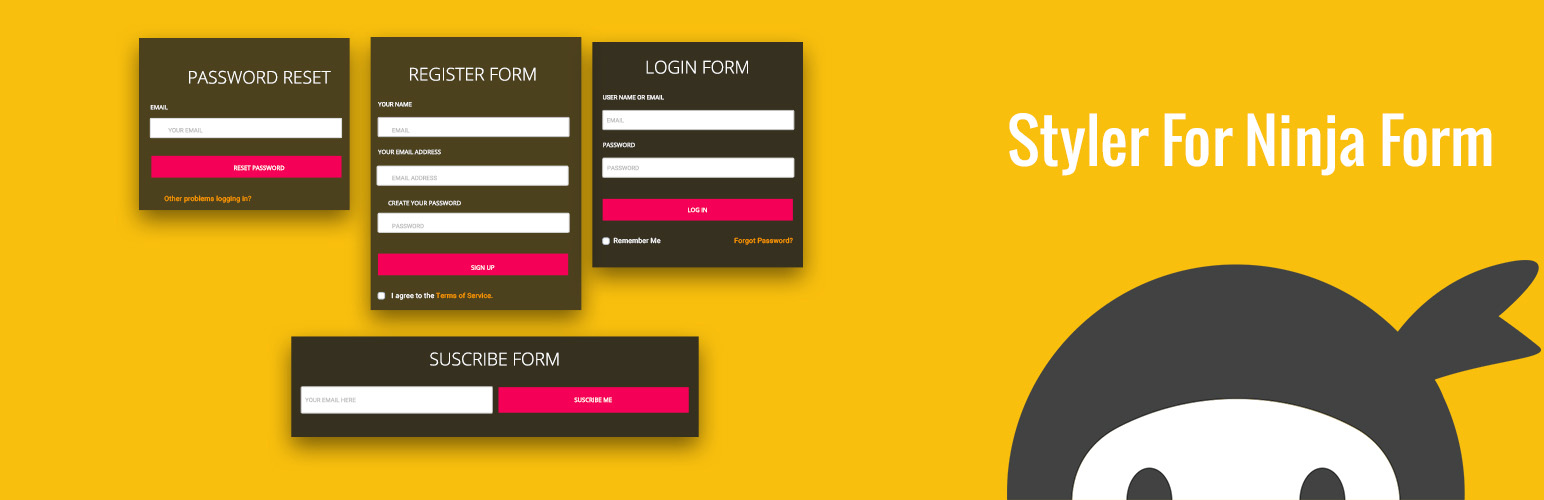 PASSWORD RESET
EMAIL
YOUR EMAIL
RESET PASSWORD
Other problems logging in?
REGISTER FORM
YOUR NAME
EMAIL
YOUR EMAIL ADDRESS
EMAIL ADDRESS
CREATE YOUR PASSWORD
PASSWORD
SIGN UP
I agree to the Terms of Service.
LOGIN FORM
USER NAME OR EMAIL
EMAIL
PASSWORD
PASSWORD
LOG IN
Remember Me Forgot Password?
SUSCRIBE FORM
YOUR EMAIL HERE
SUSCRIBE ME
Styler For Ninja Form